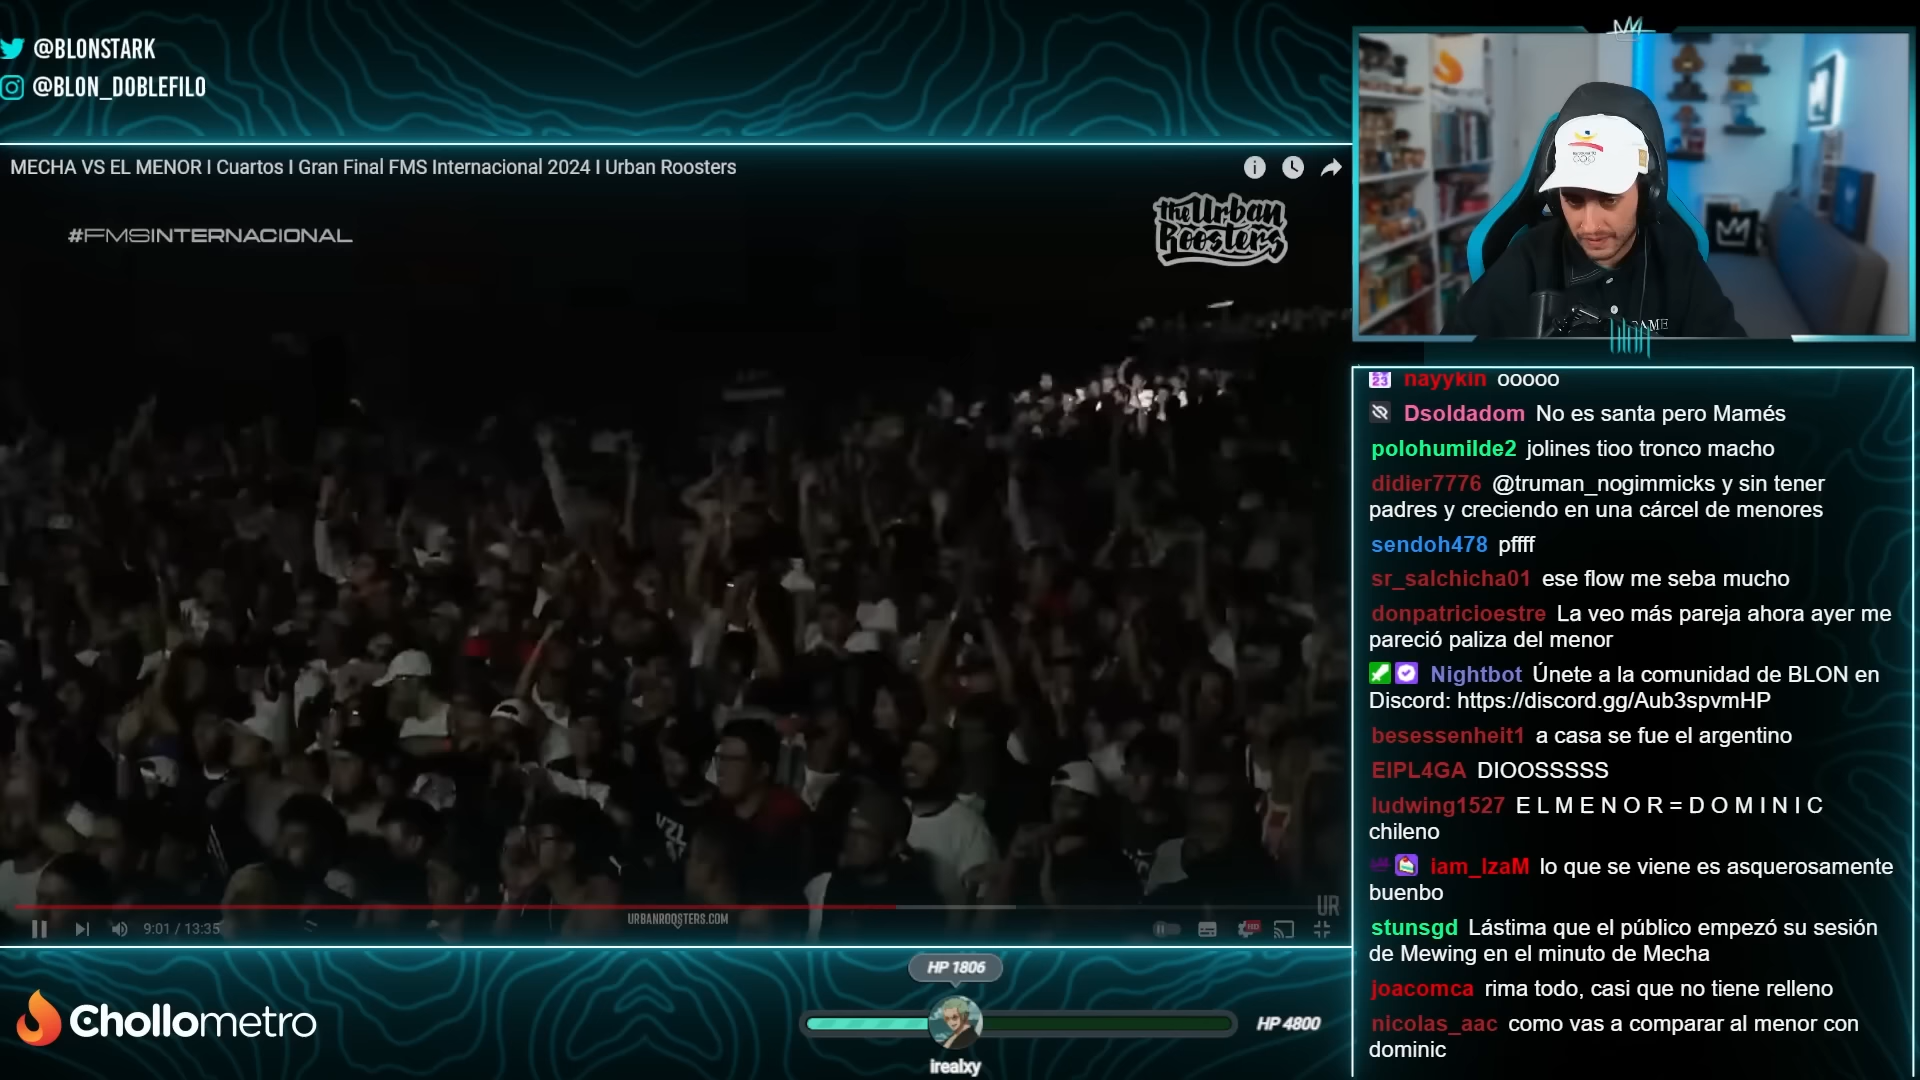 @BLONSTARK
@BLON_DOBLEFILO
MECHA VS EL MENOR I Cuartos I Gran Final FMS Internacional 2024 I Urban Roosters
#FMSINTERNACIONAL
the Urban
Roosters
UR
URBANROOSTERS.COM
9:01 / 13:35
HP 1806
HP 4800
irealxy
Chollometro
23 nayykin ooooo
Dsoldadom No es santa pero Mamés
polohumilde2 jolines tioo tronco macho
didier7776 @truman_nogimmicks y sin tener
padres y creciendo en una cárcel de menores
sendoh478 pffff
sr_salchicha01 ese flow me seba mucho
donpatricioestre La veo más pareja ahora ayer me
pareció paliza del menor
Nightbot Únete a la comunidad de BLON en
Discord: https://discord.gg/Aub3spvmHP
besessenheit1 a casa se fue el argentino
EIPL4GA DIOOSSSSS
ludwing1527 E L M E N O R = D O M I N I C
chileno
iam_IzaM lo que se viene es asquerosamente
buenbo
stunsgd Lástima que el público empezó su sesión
de Mewing en el minuto de Mecha
joacomca rima todo, casi que no tiene relleno
nicolas_aac como vas a comparar al menor con
dominic